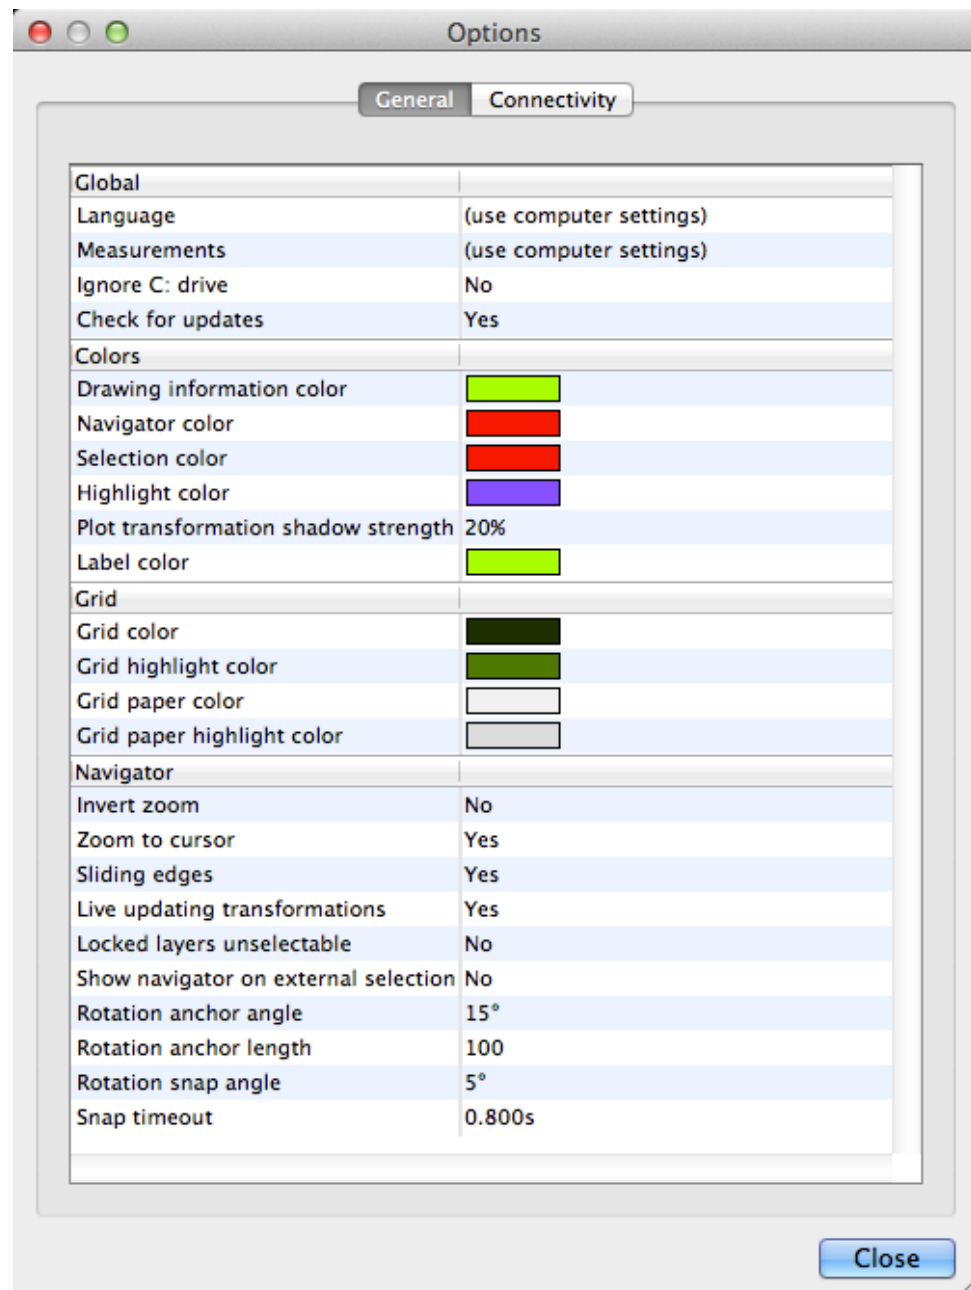 Options
General Connectivity
Global
Language (use computer settings)
Measurements (use computer settings)
Ignore C: drive No
Check for updates Yes
Colors
Drawing information color
Navigator color
Selection color
Highlight color
Plot transformation shadow strength 20%
Label color
Grid
Grid color
Grid highlight color
Grid paper color
Grid paper highlight color
Navigator
Invert zoom No
Zoom to cursor Yes
Sliding edges Yes
Live updating transformations Yes
Locked layers unselectable No
Show navigator on external selection No
Rotation anchor angle 15°
Rotation anchor length 100
Rotation snap angle 5°
Snap timeout 0.800s
Close